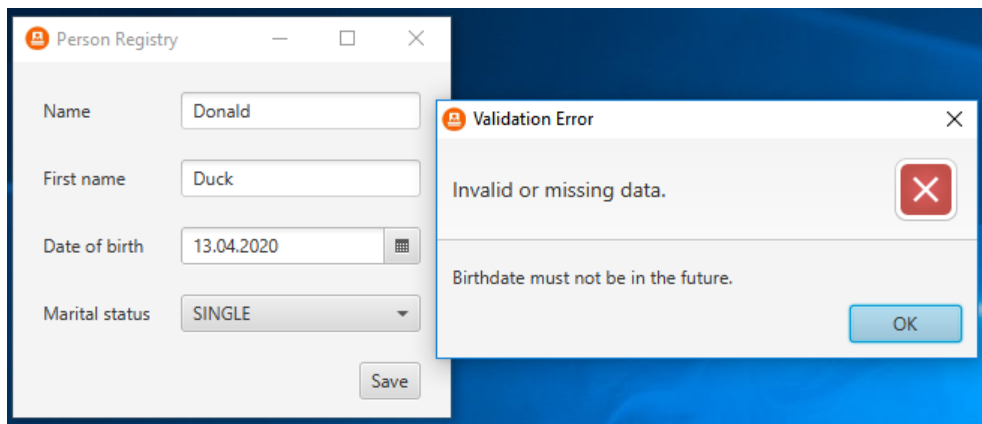 Person Registry
Name Donald
First name Duck
Date of birth 13.04.2020
Marital status SINGLE
Save
Validation Error
Invalid or missing data.
Birthdate must not be in the future.
OK